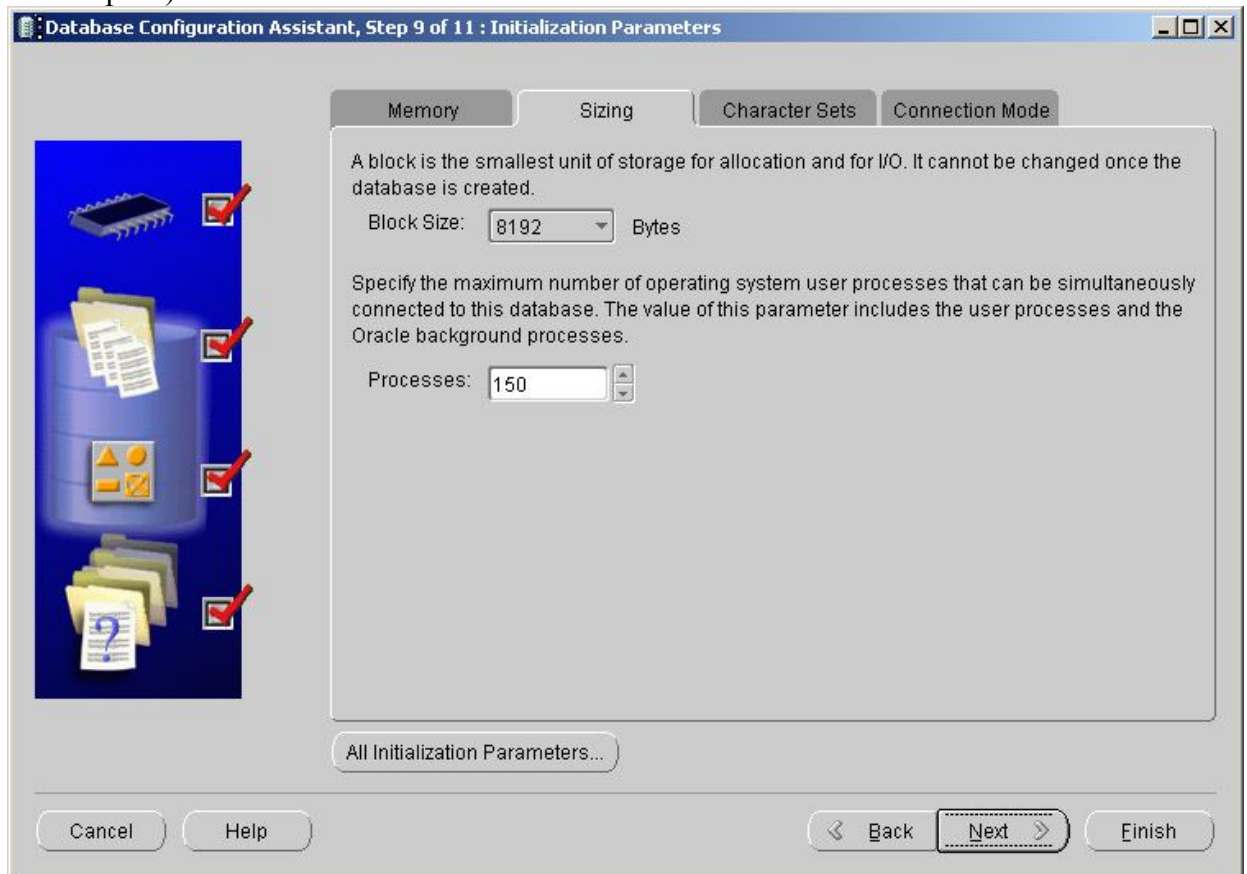 Database Configuration Assistant, Step 9 of 11 : Initialization Parameters
Memory
Sizing
Character Sets
Connection Mode
A block is the smallest unit of storage for allocation and for I/O. It cannot be changed once the
database is created.
Block Size: 8192 Bytes
Specify the maximum number of operating system user processes that can be simultaneously
connected to this database. The value of this parameter includes the user processes and the
Oracle background processes.
Processes: 150
?
All Initialization Parameters...
Cancel
Help
Back
Next
Finish